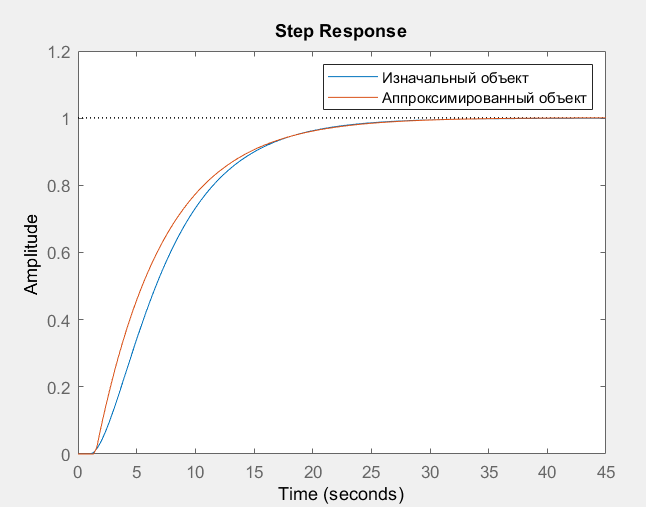 Step Response
Изначальный объект
Аппроксимированный объект
Amplitude
1.2
1
0.8
0.6
0.4
0.2
0
0 5 10 15 20 25 30 35 40 45
Time (seconds)